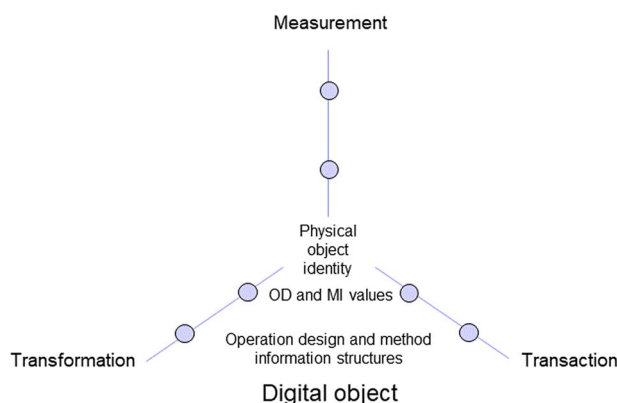 Measurement
Physical
object
identity
OD and MI values
Operation design and method
information structures
Transformation
Transaction
Digital object